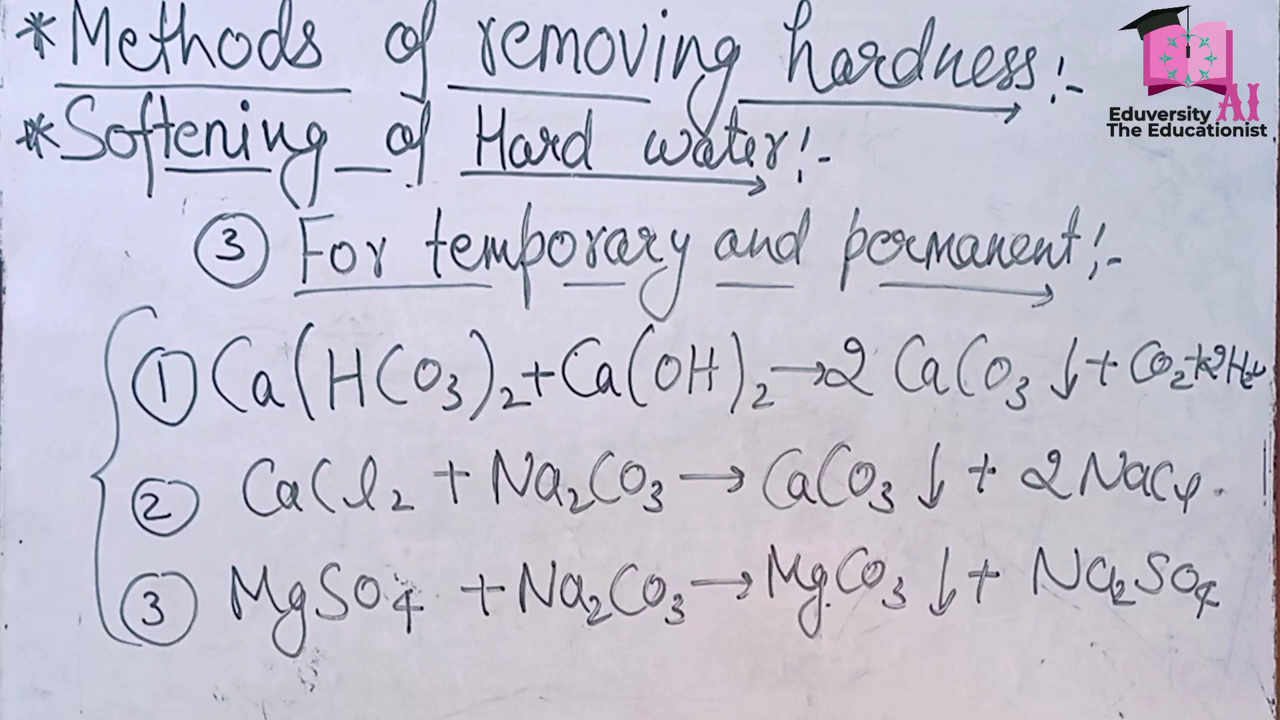 *Methods of removing hardness:-
Eduversity AI
The Educationist
*Softening of Hard water:-
③ For temporary and permanent:-
① Ca(HCO₃)₂+Ca(OH)₂→2CaCO₃↓+CO₂+2H₂
② CaCl₂ + Na₂CO₃ → CaCO₃↓ + 2NaCl.
③ MgSO₄ + Na₂CO₃→MgCO₃↓+ Na₂SO₄